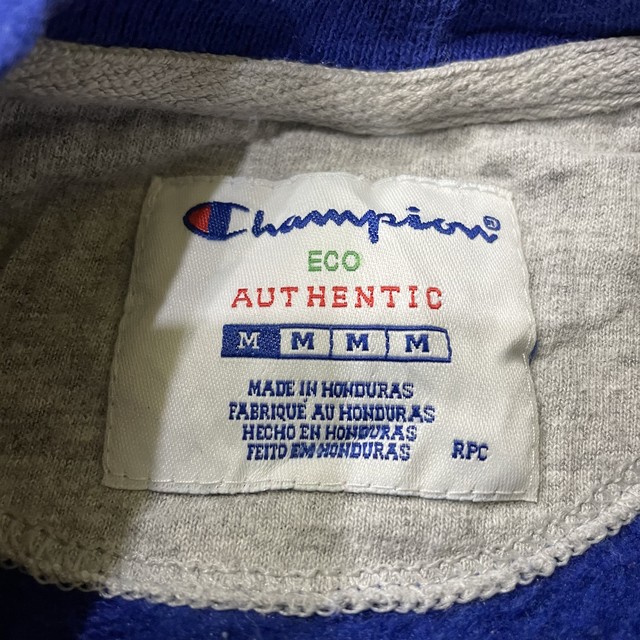 Champion®
ECO
AUTHENTIC
M M M M
MADE IN HONDURAS
FABRIQUÉ AU HONDURAS
HECHO EN HONDURAS
FEITO EM HONDURAS RPC